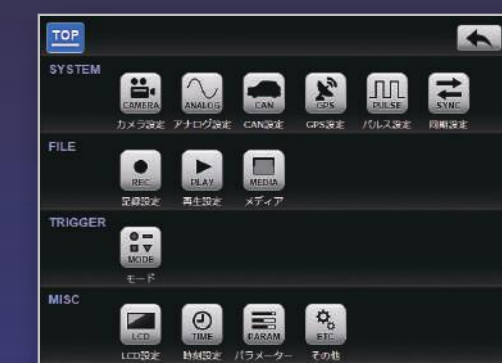 TOP
SYSTEM
CAMERA ANALOG CAN GPS PULSE SYNC
カメラ設定 アナログ設定 CAN設定 GPS設定 パルス設定 同期設定
FILE
REC PLAY MEDIA
記録設定 再生設定 メディア
TRIGGER
MODE
モード
MISC
LCD TIME PARAM ETC
LCD設定 時刻設定 パラメーター その他